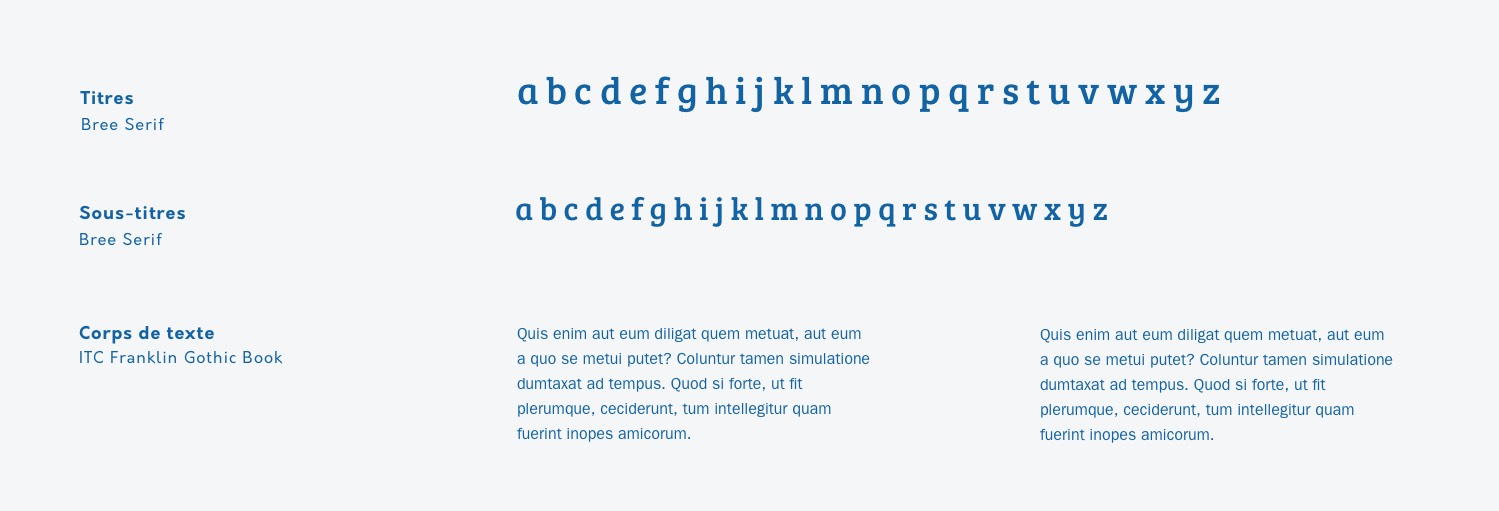 Titres
Bree Serif
a b c d e f g h i j k l m n o p q r s t u v w x y z
Sous-titres
Bree Serif
a b c d e f g h i j k l m n o p q r s t u v w x y z
Corps de texte
ITC Franklin Gothic Book
Quis enim aut eum diligat quem metuat, aut eum
a quo se metui putet? Coluntur tamen simulatione
dumtaxat ad tempus. Quod si forte, ut fit
plerumque, ceciderunt, tum intellegitur quam
fuerint inopes amicorum.
Quis enim aut eum diligat quem metuat, aut eum
a quo se metui putet? Coluntur tamen simulatione
dumtaxat ad tempus. Quod si forte, ut fit
plerumque, ceciderunt, tum intellegitur quam
fuerint inopes amicorum.